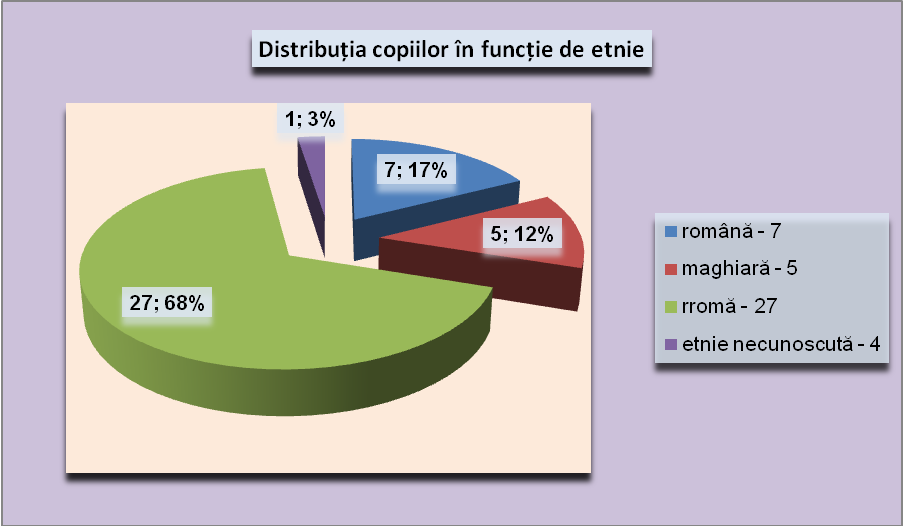 Distribuția copiilor în funcție de etnie
1; 3%
7; 17%
5; 12%
27; 68%
română - 7
maghiară - 5
rromă - 27
etnie necunoscută - 4